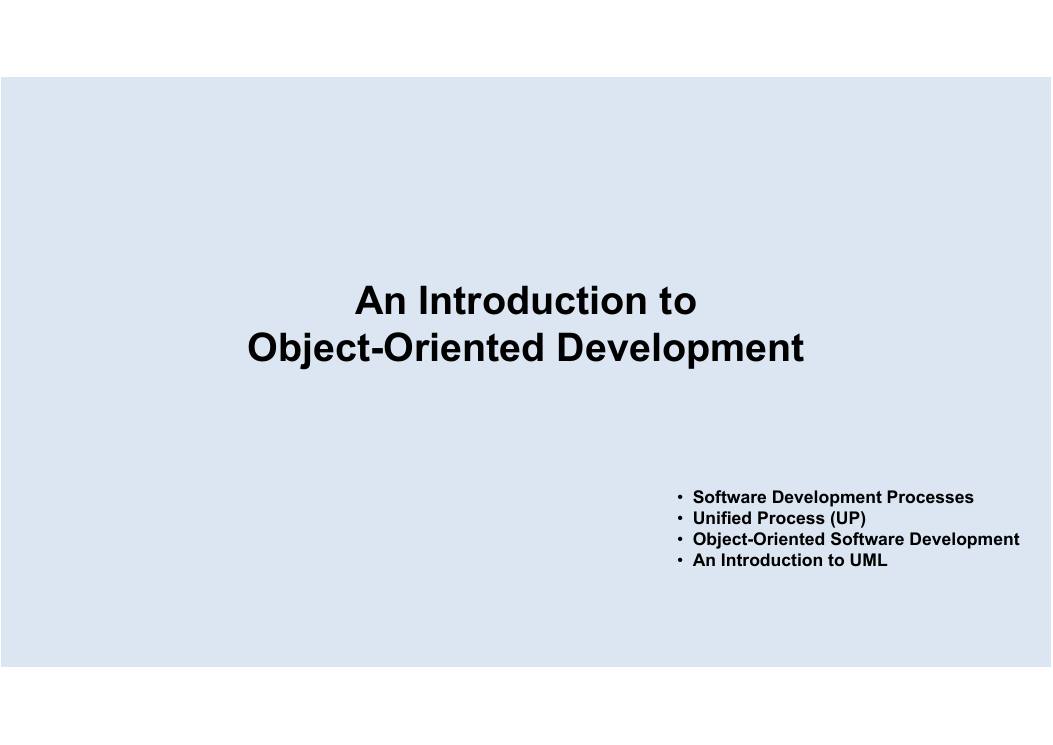 An Introduction to
Object-Oriented Development
• Software Development Processes
• Unified Process (UP)
• Object-Oriented Software Development
• An Introduction to UML